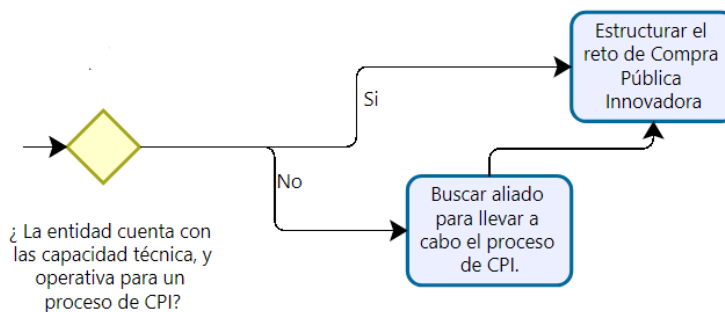 Estructurar el
reto de Compra
Pública
Innovadora
Si
No
Buscar aliado
para llevar a
cabo el proceso
de CPI.
¿ La entidad cuenta con
las capacidad técnica, y
operativa para un
proceso de CPI?